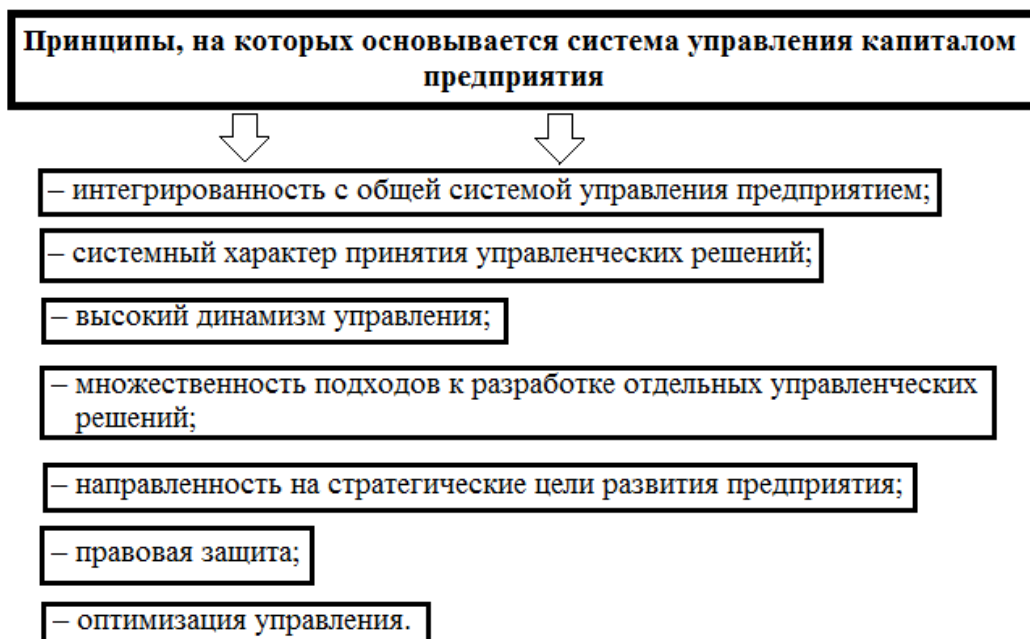 Принципы, на которых основывается система управления капиталом
предприятия
– интегрированность с общей системой управления предприятием;
– системный характер принятия управленческих решений;
– высокий динамизм управления;
– множественность подходов к разработке отдельных управленческих
решений;
– направленность на стратегические цели развития предприятия;
– правовая защита;
– оптимизация управления.